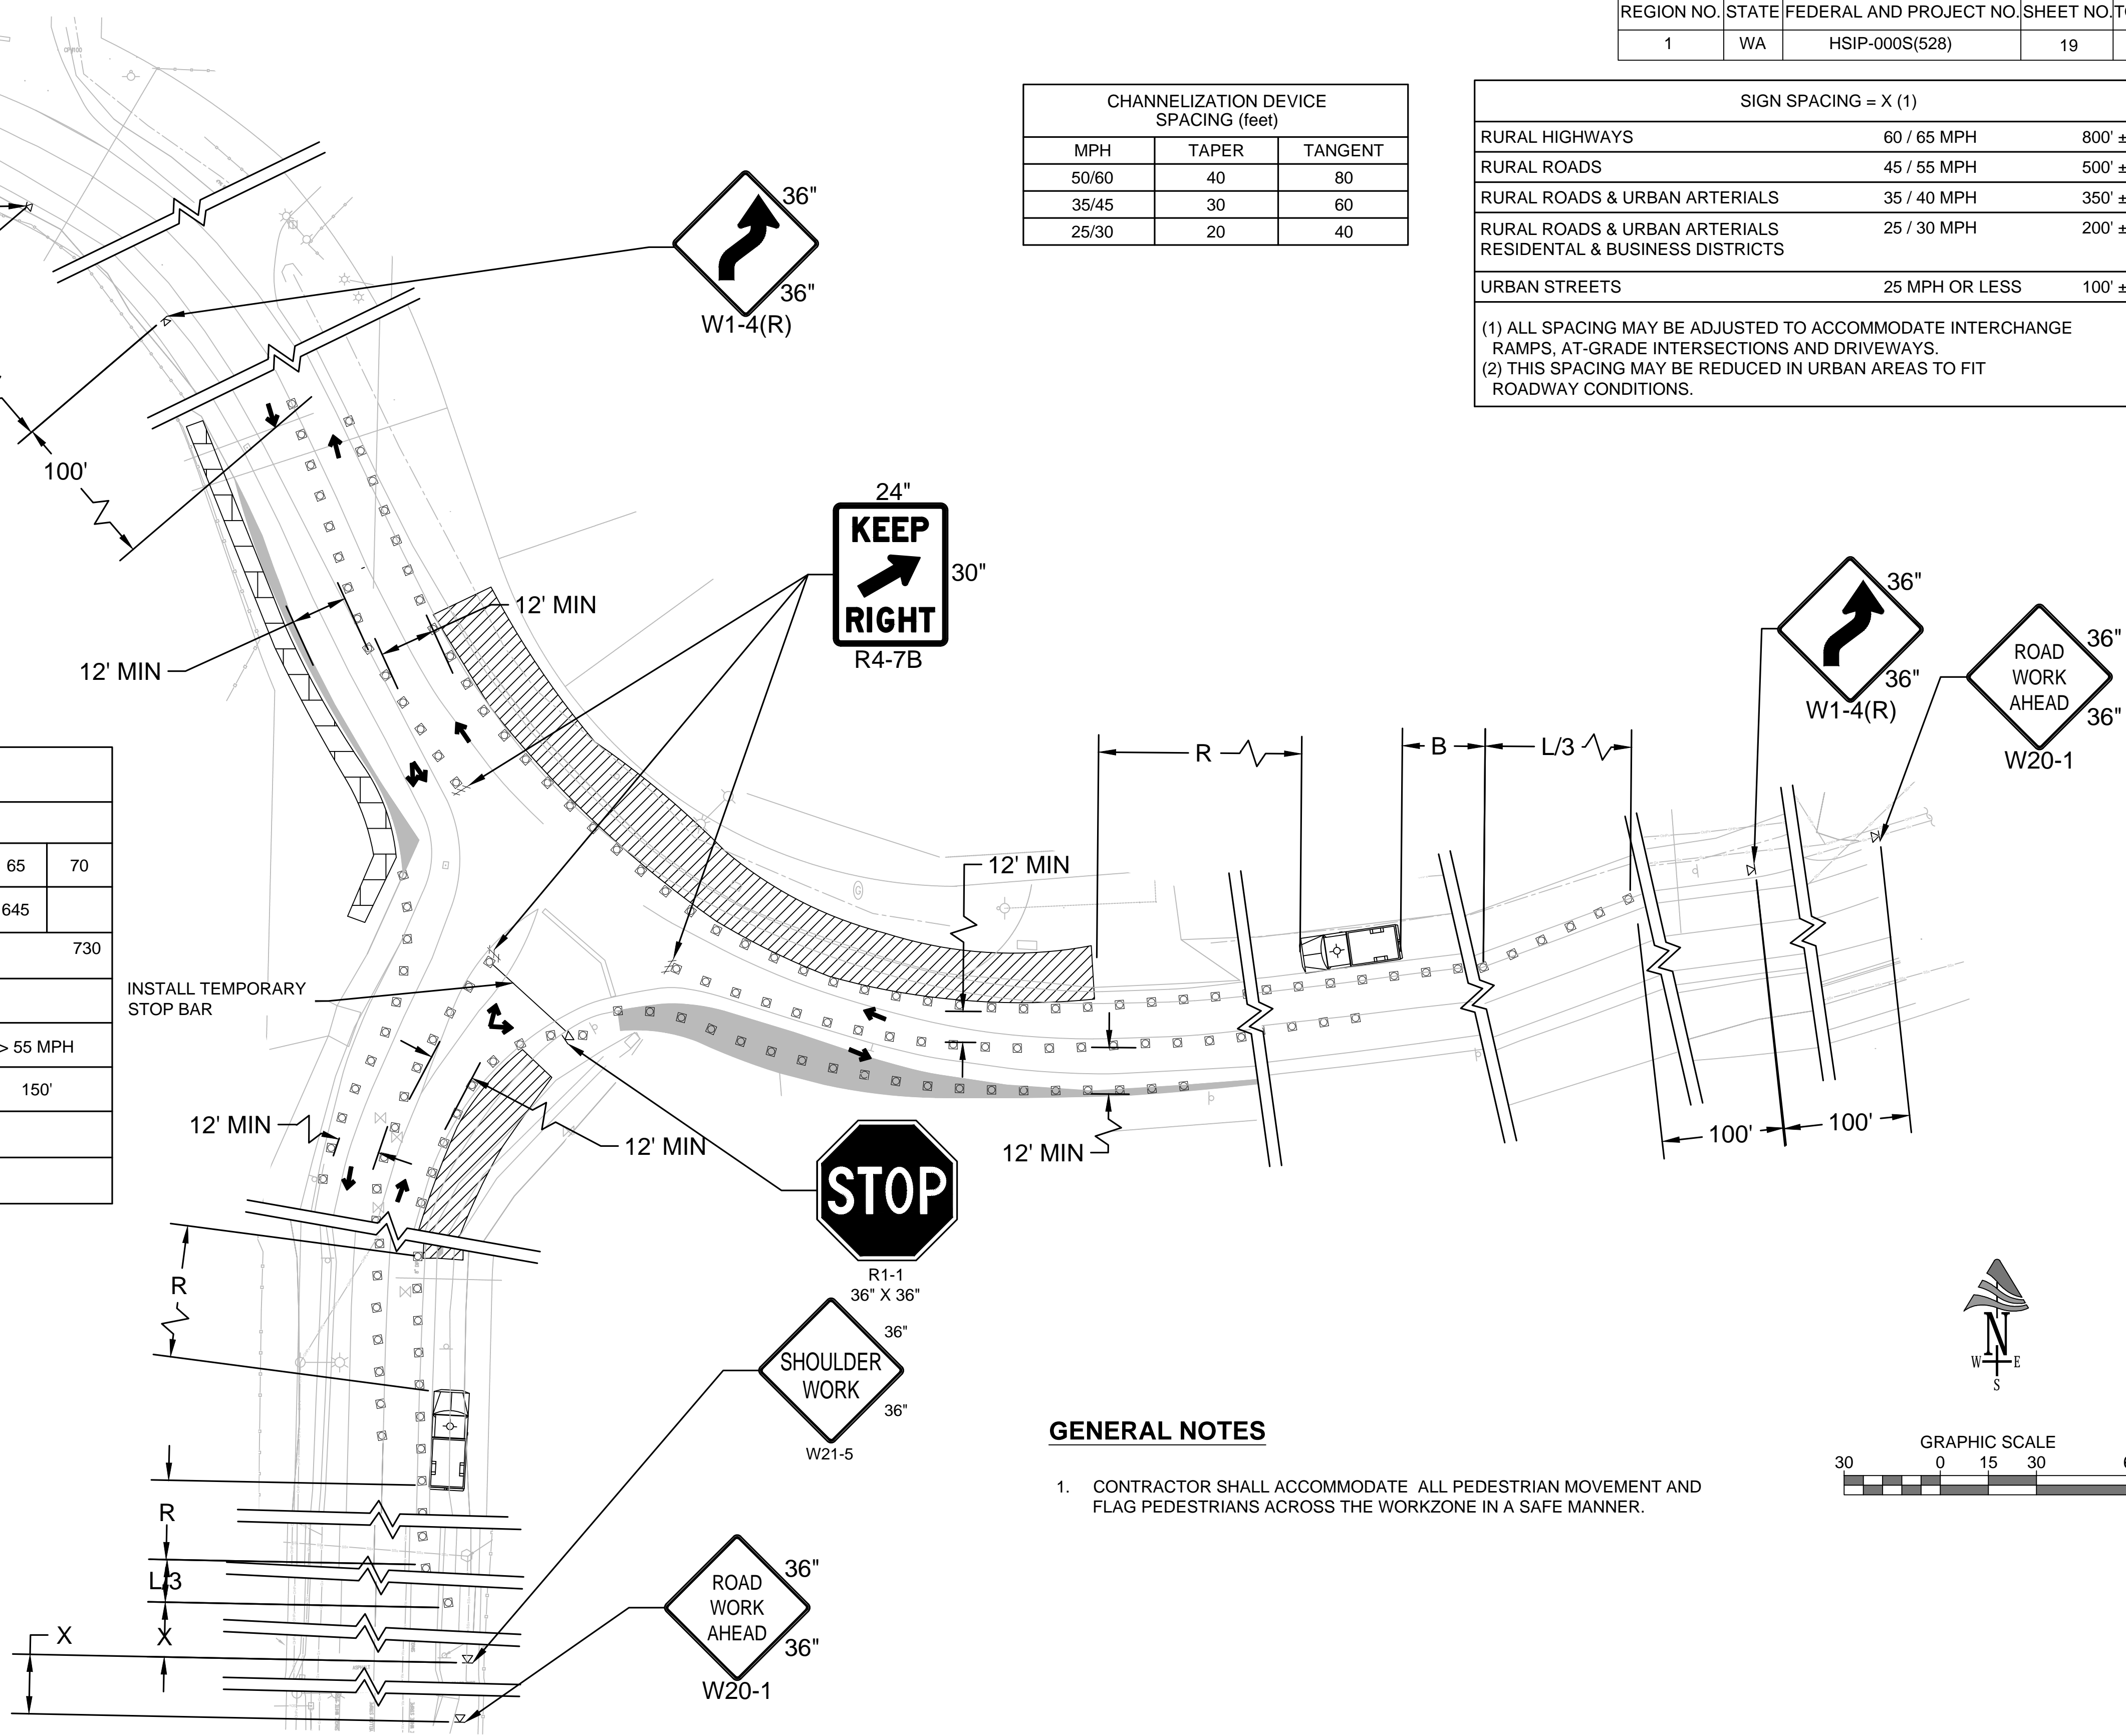 REGION NO. STATE FEDERAL AND PROJECT NO. SHEET NO.
1 WA HSIP-000S(528) 19
CHANNELIZATION DEVICE
SPACING (feet)
MPH TAPER TANGENT
50/60 40 80
35/45 30 60
25/30 20 40
SIGN SPACING = X (1)
RURAL HIGHWAYS 60 / 65 MPH 800' ±
RURAL ROADS 45 / 55 MPH 500' ±
RURAL ROADS & URBAN ARTERIALS 35 / 40 MPH 350' ±
RURAL ROADS & URBAN ARTERIALS 25 / 30 MPH 200' ±
RESIDENTAL & BUSINESS DISTRICTS
URBAN STREETS 25 MPH OR LESS 100' ±
(1) ALL SPACING MAY BE ADJUSTED TO ACCOMMODATE INTERCHANGE
RAMPS, AT-GRADE INTERSECTIONS AND DRIVEWAYS.
(2) THIS SPACING MAY BE REDUCED IN URBAN AREAS TO FIT
ROADWAY CONDITIONS.
36"
36"
W1-4(R)
100'
24"
KEEP
RIGHT
30"
R4-7B
12' MIN
12' MIN
36"
36"
W1-4(R)
ROAD
WORK
AHEAD
36"
36"
W20-1
R
B
L/3
65 70
645
730
> 55 MPH
150'
12' MIN
G
INSTALL TEMPORARY
STOP BAR
12' MIN
12' MIN
12' MIN
100'
100'
STOP
R1-1
36" X 36"
R
SHOULDER
WORK
36"
36"
W21-5
R
L/3
X
X
ROAD
WORK
AHEAD
36"
36"
W20-1
GENERAL NOTES
1. CONTRACTOR SHALL ACCOMMODATE ALL PEDESTRIAN MOVEMENT AND
FLAG PEDESTRIANS ACROSS THE WORKZONE IN A SAFE MANNER.
N
W E
S
GRAPHIC SCALE
30 0 15 30